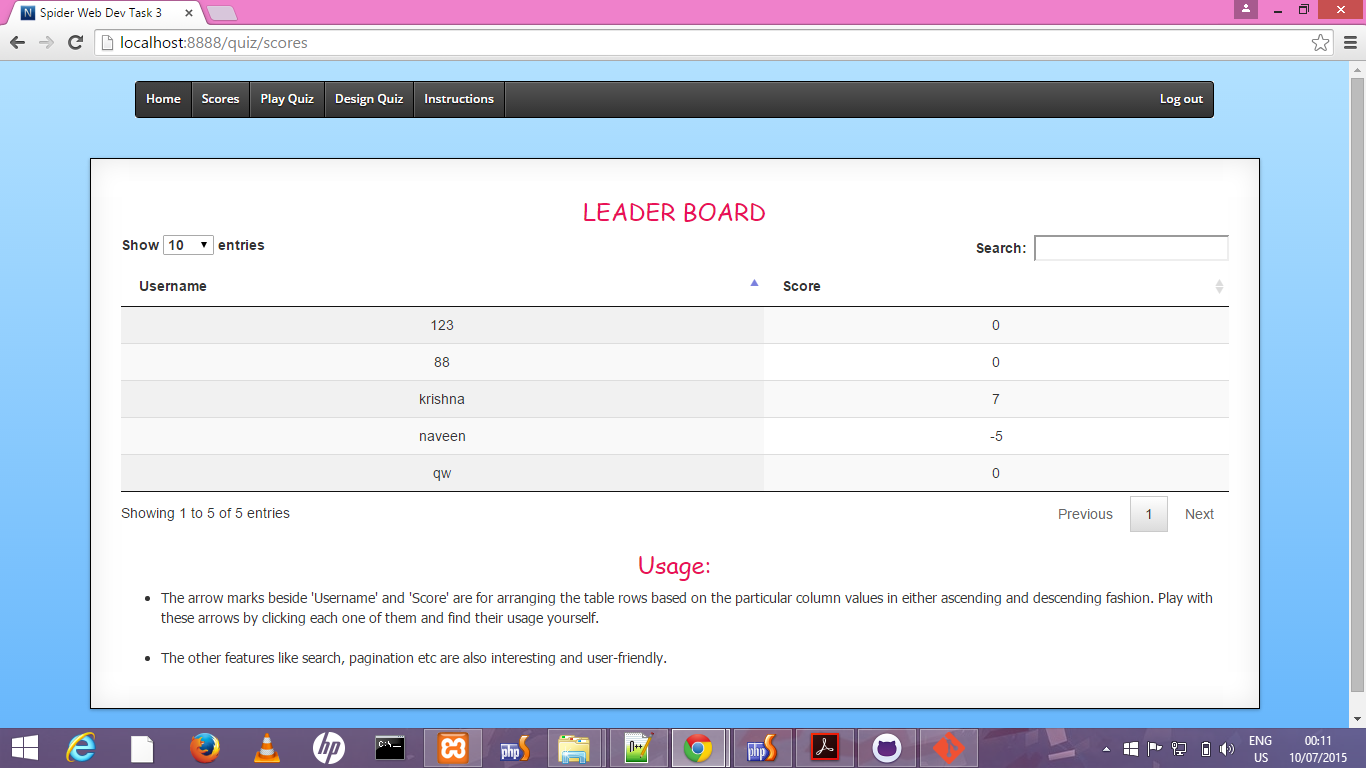 Spider Web Dev Task 3
localhost:8888/quiz/scores
Home Scores Play Quiz Design Quiz Instructions Log out
LEADER BOARD
Show 10 entries Search:
Username Score
123 0
88 0
krishna 7
naveen -5
qw 0
Showing 1 to 5 of 5 entries Previous 1 Next
Usage:
The arrow marks beside 'Username' and 'Score' are for arranging the table rows based on the particular column values in either ascending and descending fashion. Play with
these arrows by clicking each one of them and find their usage yourself.
The other features like search, pagination etc are also interesting and user-friendly.
ENG 00:11
US 10/07/2015